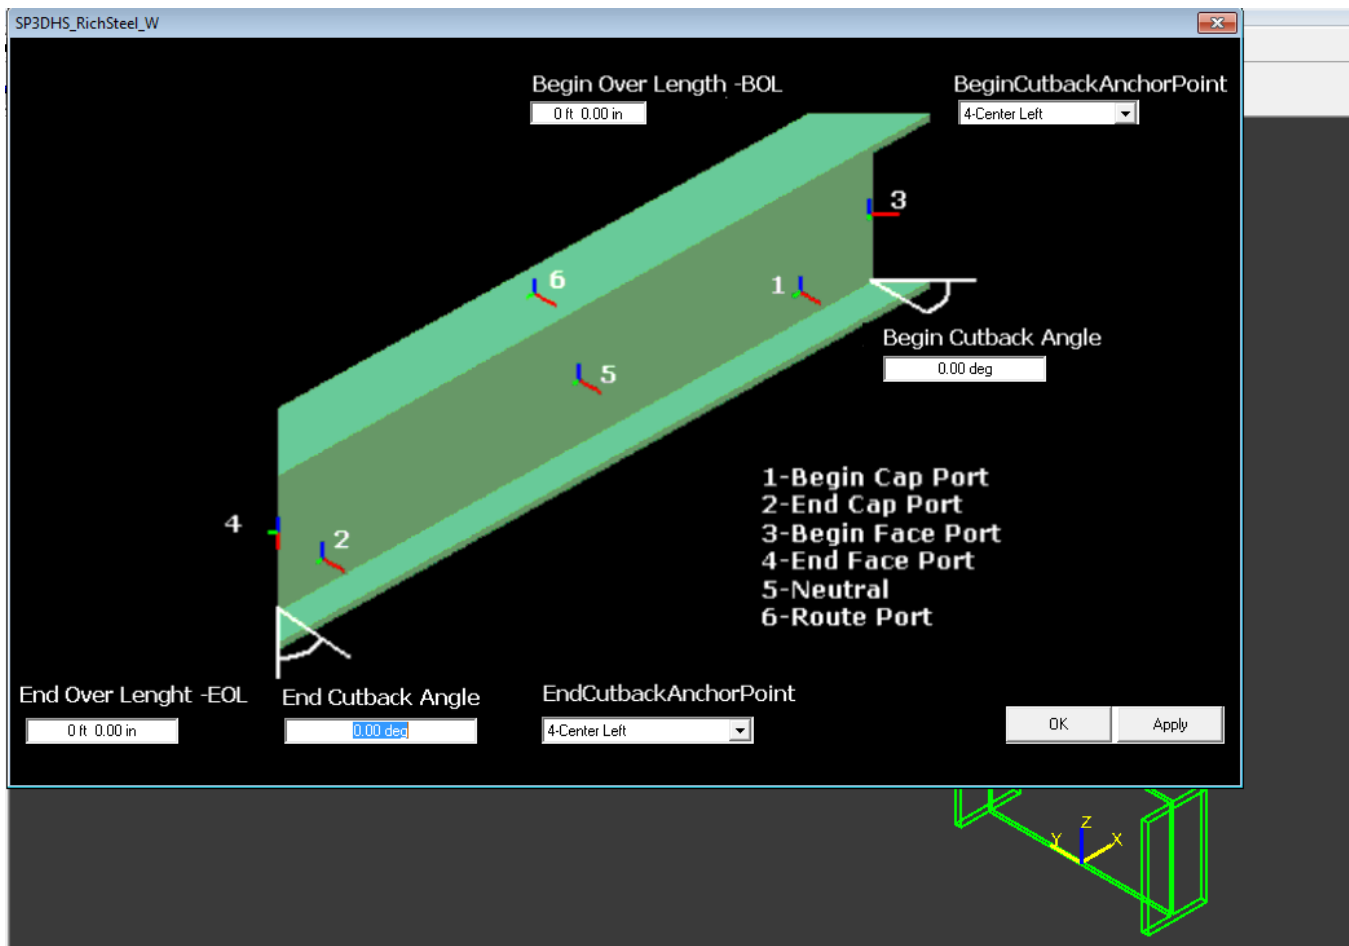 SP3DHS_RichSteel_W
Begin Over Length -BOL
BeginCutbackAnchorPoint
0 ft 0.00 in
4-Center Left
3
6
1
Begin Cutback Angle
0.00 deg
5
1-Begin Cap Port
2-End Cap Port
3-Begin Face Port
4-End Face Port
5-Neutral
6-Route Port
4
2
End Over Lenght -EOL
End Cutback Angle
EndCutbackAnchorPoint
0 ft 0.00 in
0.00 deg
4-Center Left
OK
Apply
Z
Y
X